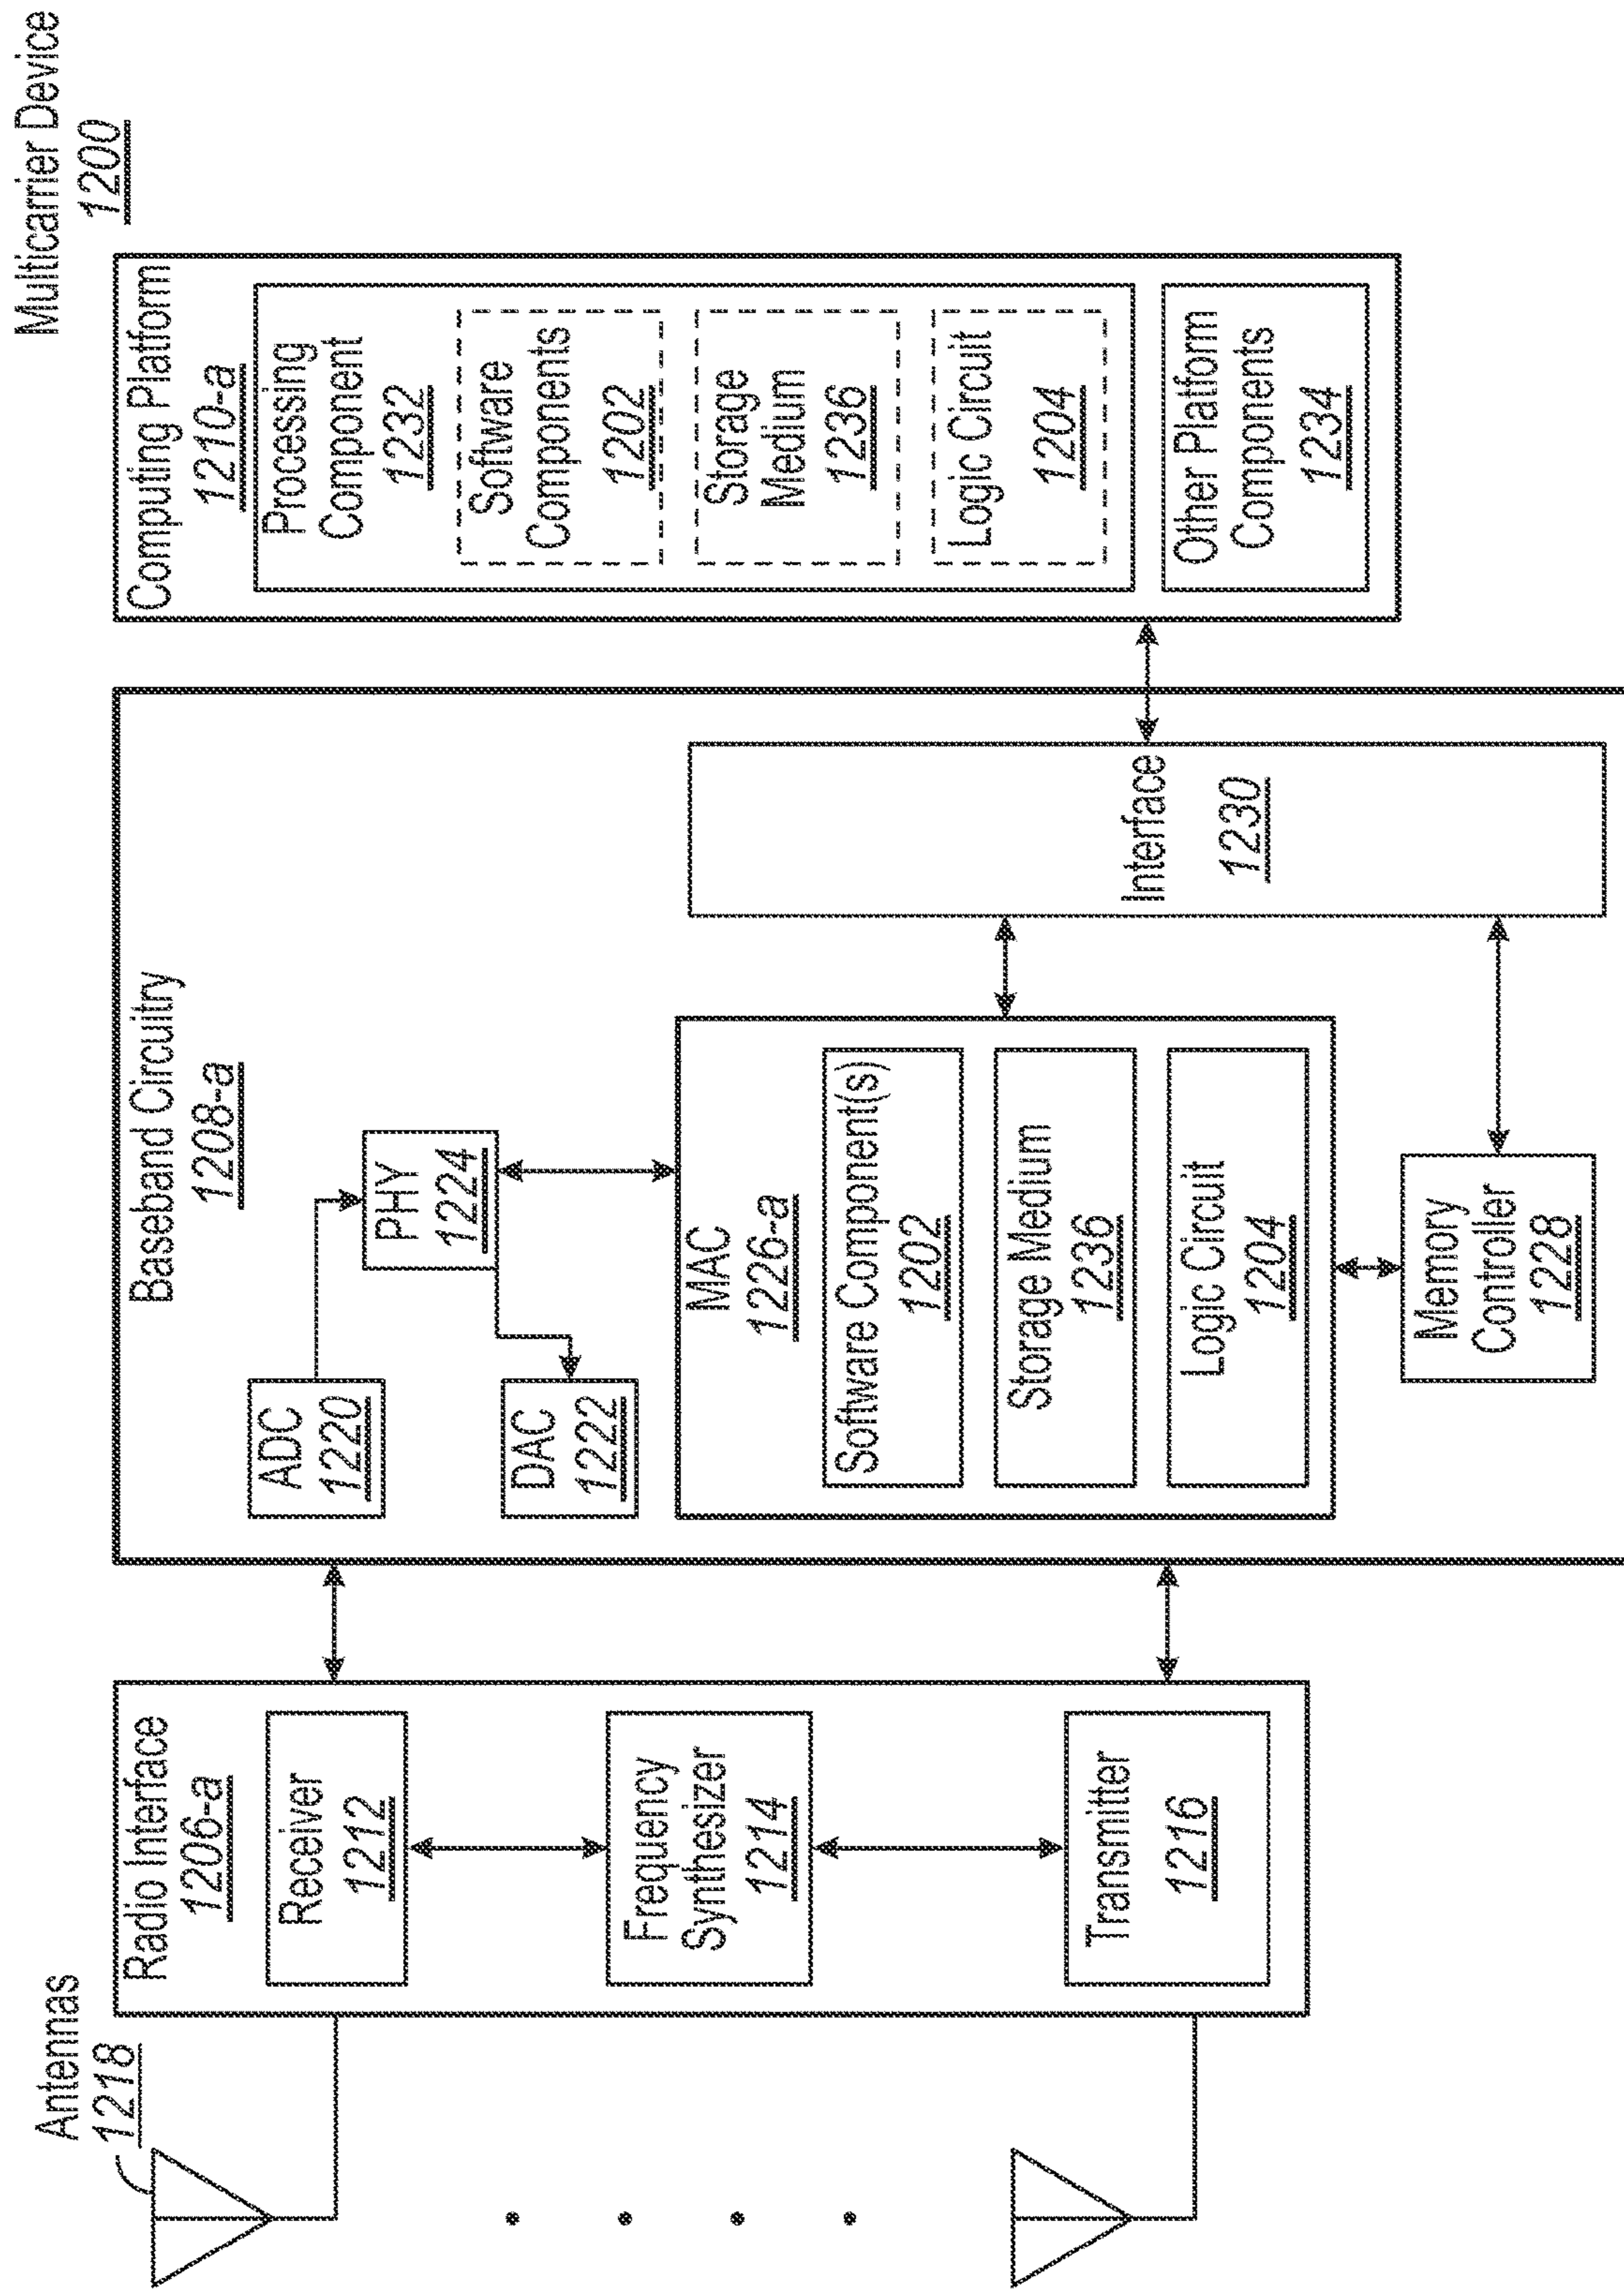 Multicarrier Device
1200
Antennas
1218
Radio Interface
1206-a
Receiver
1212
Frequency
Synthesizer
1214
Transmitter
1216
Baseband Circuitry
1208-a
ADC
1220
PHY
1224
DAC
1222
MAC
1226-a
Software Component(s)
1202
Storage Medium
1236
Logic Circuit
1204
Memory
Controller
1228
Interface
1230
Computing Platform
1210-a
Processing
Component
1232
Software
Components
1202
Storage
Medium
1236
Logic Circuit
1204
Other Platform
Components
1234